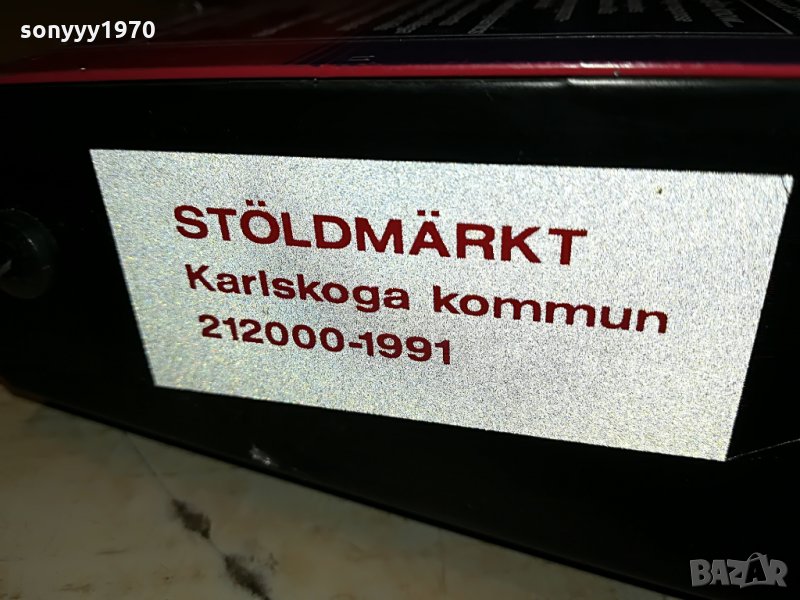 sonyyy1970
STÖLDMÄRKT
Karlskoga kommun
212000-1991
BAZAR